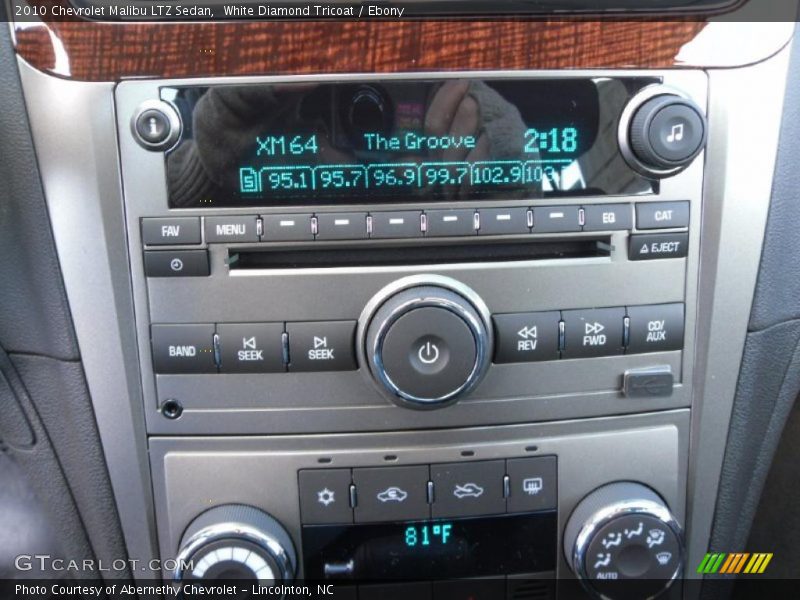 2010 Chevrolet Malibu LTZ Sedan, White Diamond Tricoat / Ebony
XM 64 The Groove 2:18
95.1 95.7 96.9 99.7 102.9
FAV MENU EQ CAT
EJECT
BAND SEEK SEEK REV FWD CD/AUX
81°F
AUTO
GTCARLOT.COM
Photo Courtesy of Abernethy Chevrolet - Lincolnton, NC